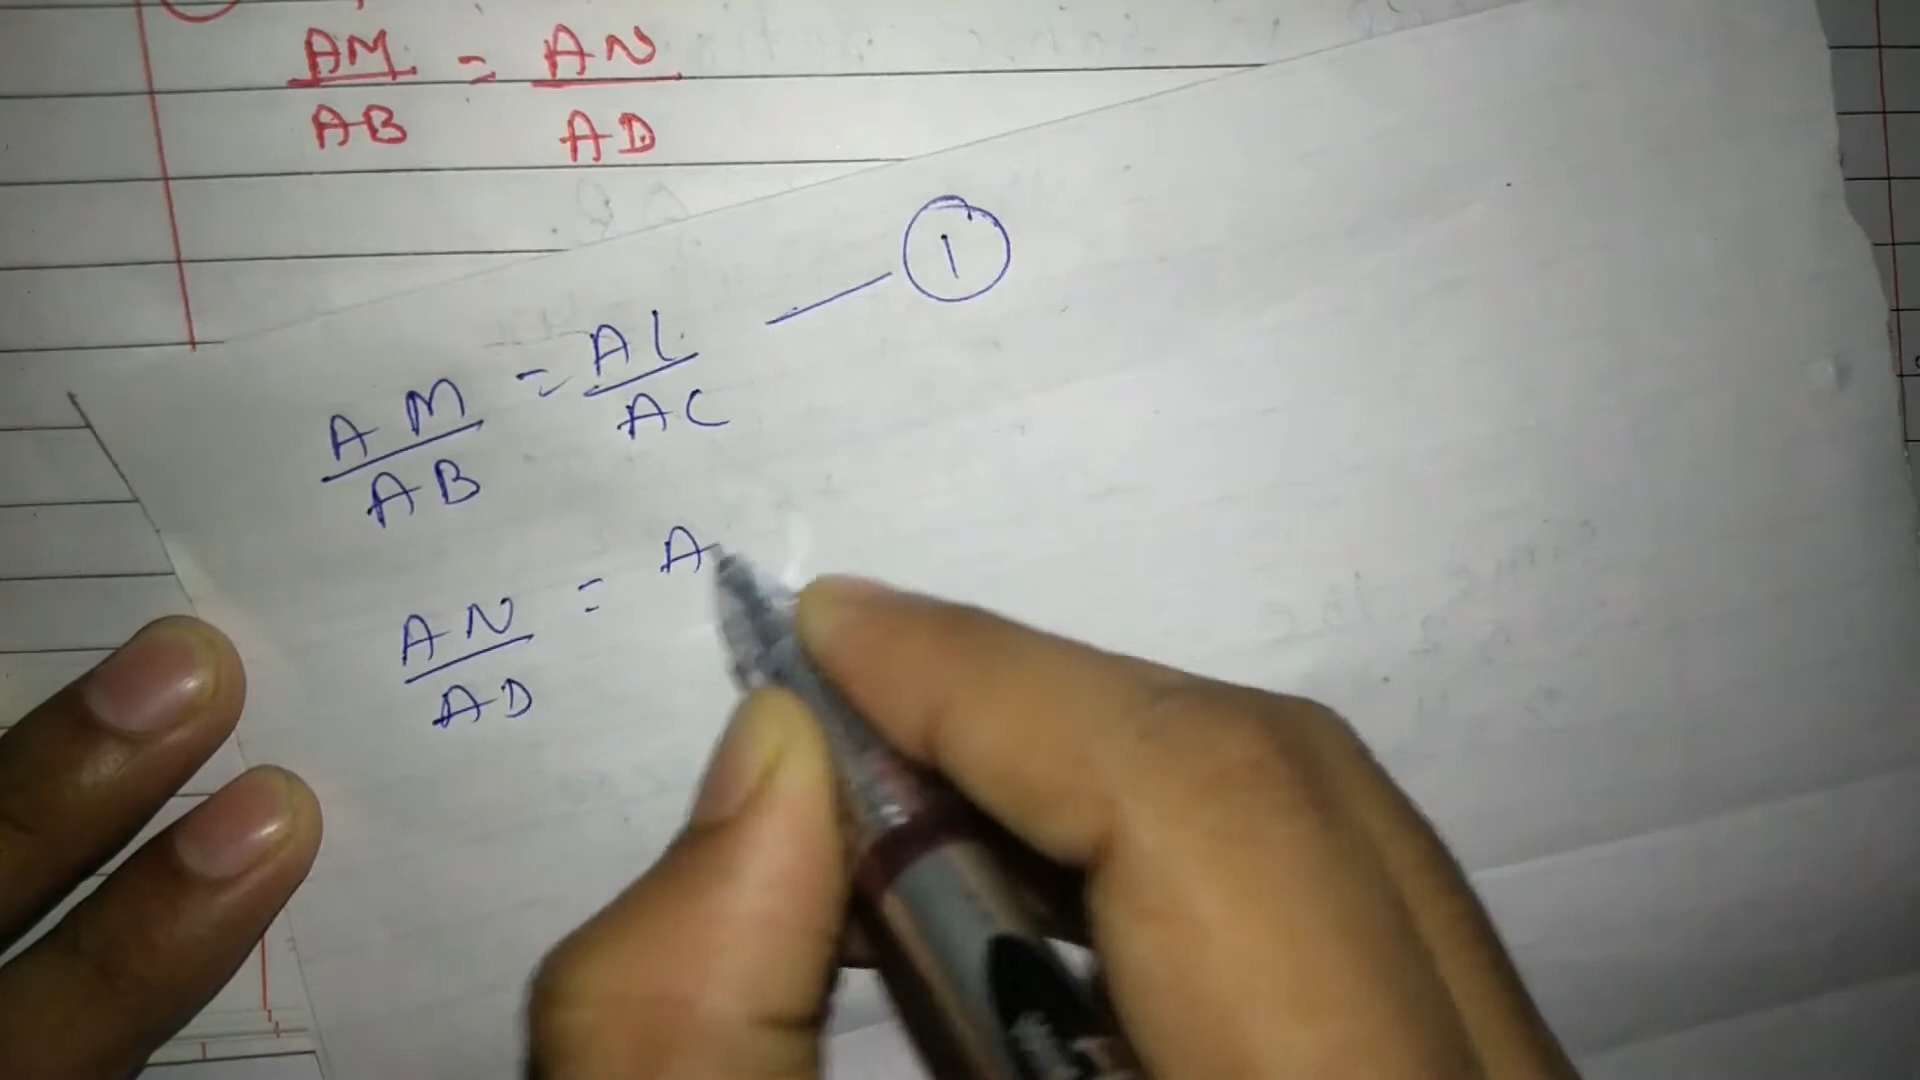 AM = AN
AB AD
1
AM = AL
AB AC
AN = A
AD